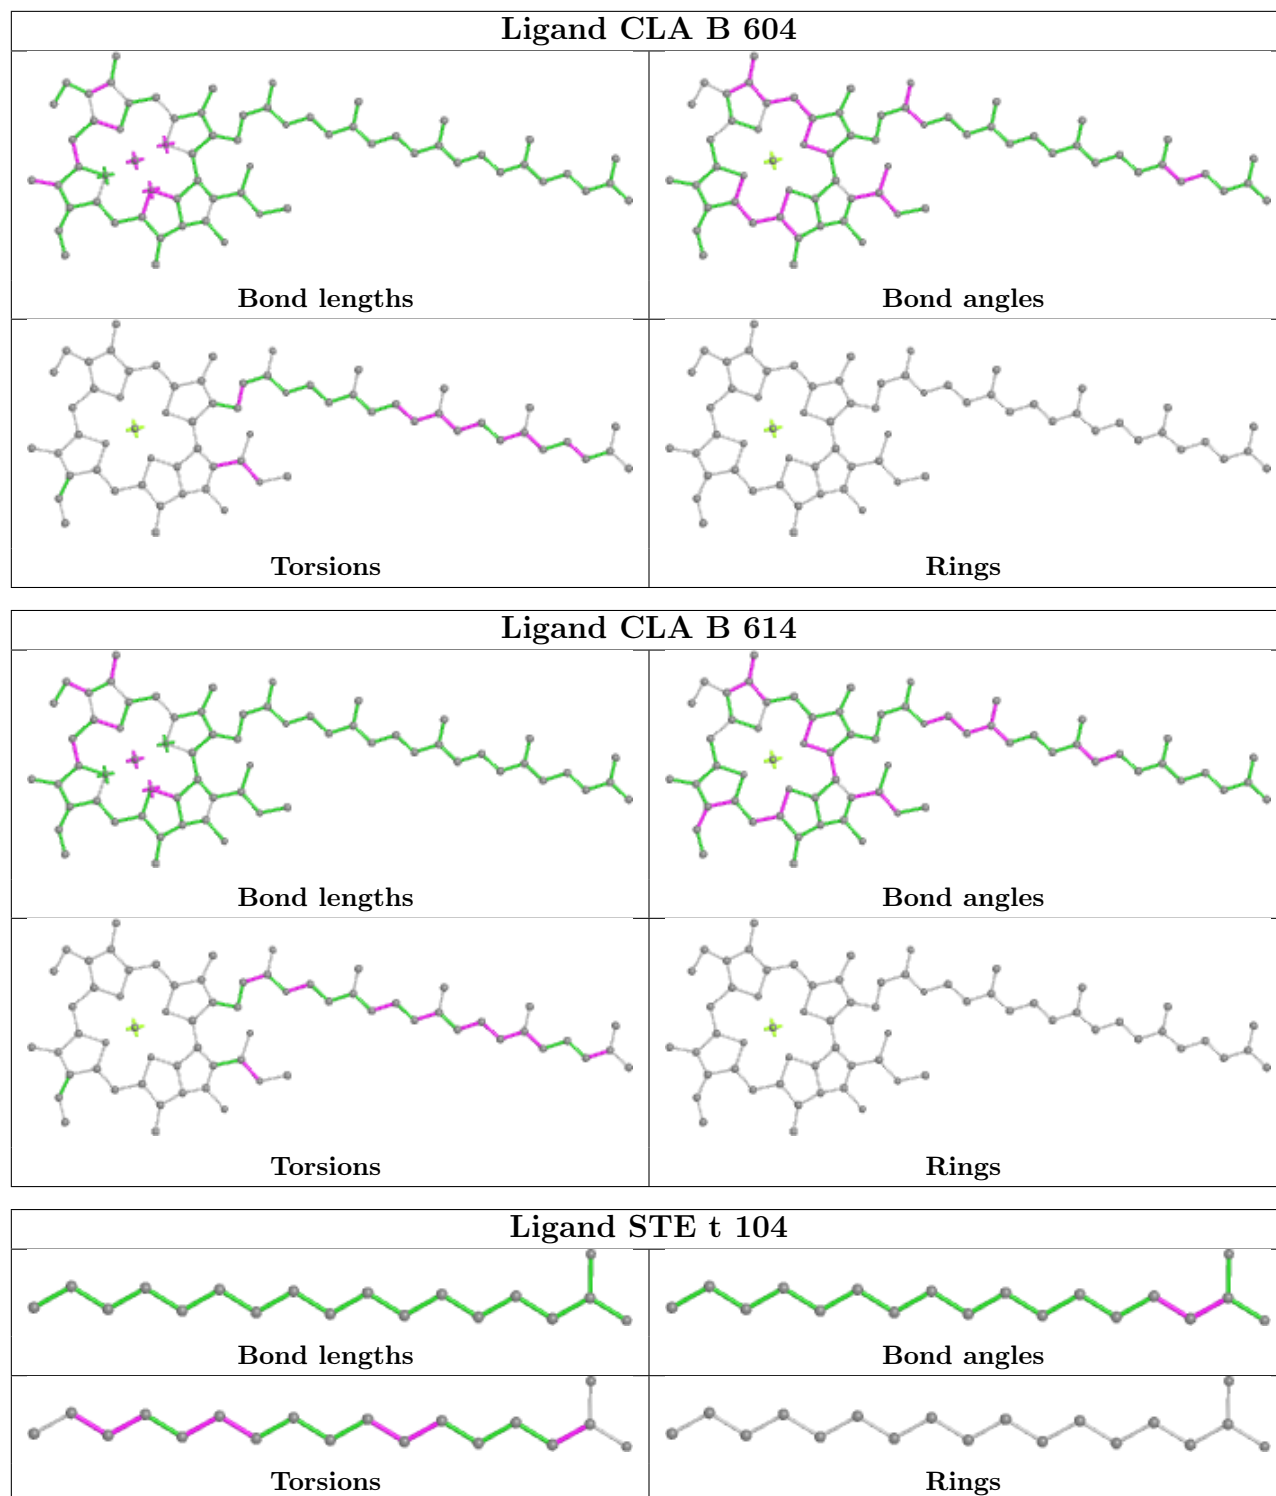 Ligand CLA B 604
Bond lengths
Bond angles
Torsions
Rings
Ligand CLA B 614
Bond lengths
Bond angles
Torsions
Rings
Ligand STE t 104
Bond lengths
Bond angles
Torsions
Rings